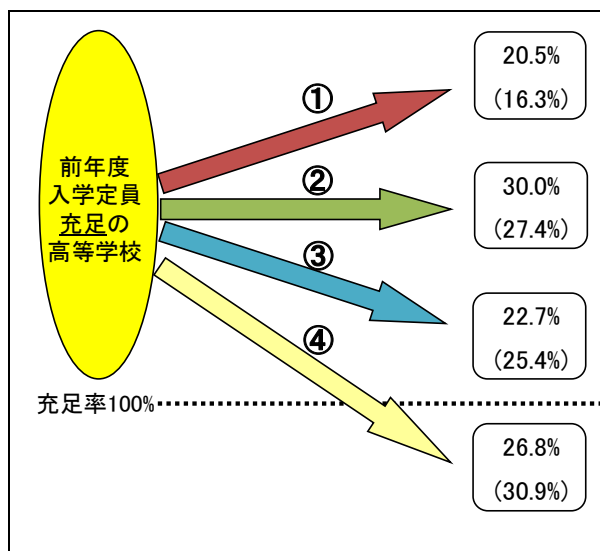 前年度
入学定員
充足の
高等学校
①
②
③
④
20.5%
(16.3%)
30.0%
(27.4%)
22.7%
(25.4%)
充足率100%
26.8%
(30.9%)